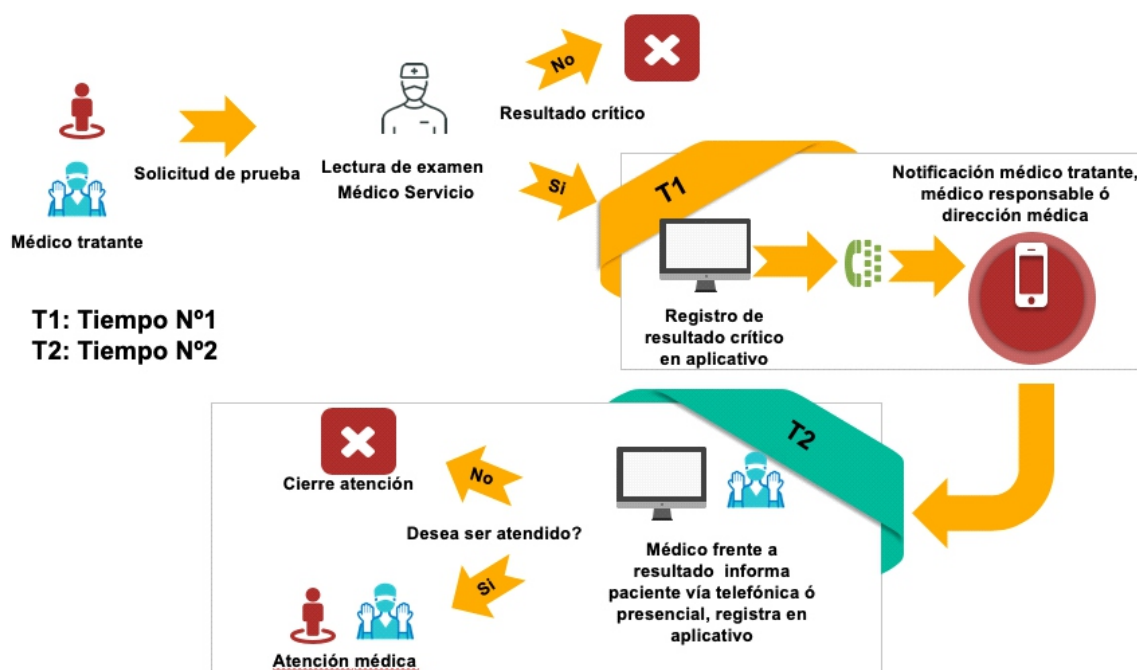 No
Resultado crítico
Solicitud de prueba
Lectura de examen
Médico Servicio
Si
Médico tratante
T1
Notificación médico tratante,
médico responsable ó
dirección médica
Registro de
resultado crítico
en aplicativo
T1: Tiempo Nº1
T2: Tiempo Nº2
T2
Cierre atención
No
Desea ser atendido?
Si
Atención médica
Médico frente a
resultado informa
paciente vía telefónica ó
presencial, registra en
aplicativo